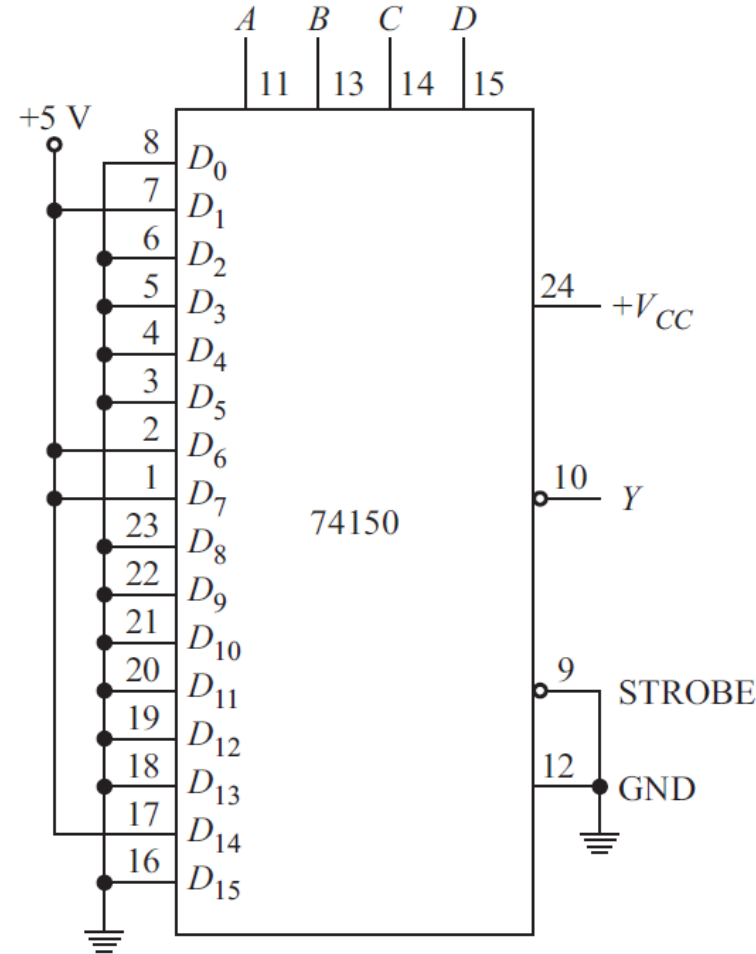 A B C D
11 13 14 15
+5 V
8 D₀
7 D₁
6 D₂
5 D₃
24 +V_CC
4 D₄
3 D₅
2 D₆
1 D₇
10 Y
74150
23 D₈
22 D₉
21 D₁₀
20 D₁₁
9 STROBE
19 D₁₂
18 D₁₃
12 GND
17 D₁₄
16 D₁₅